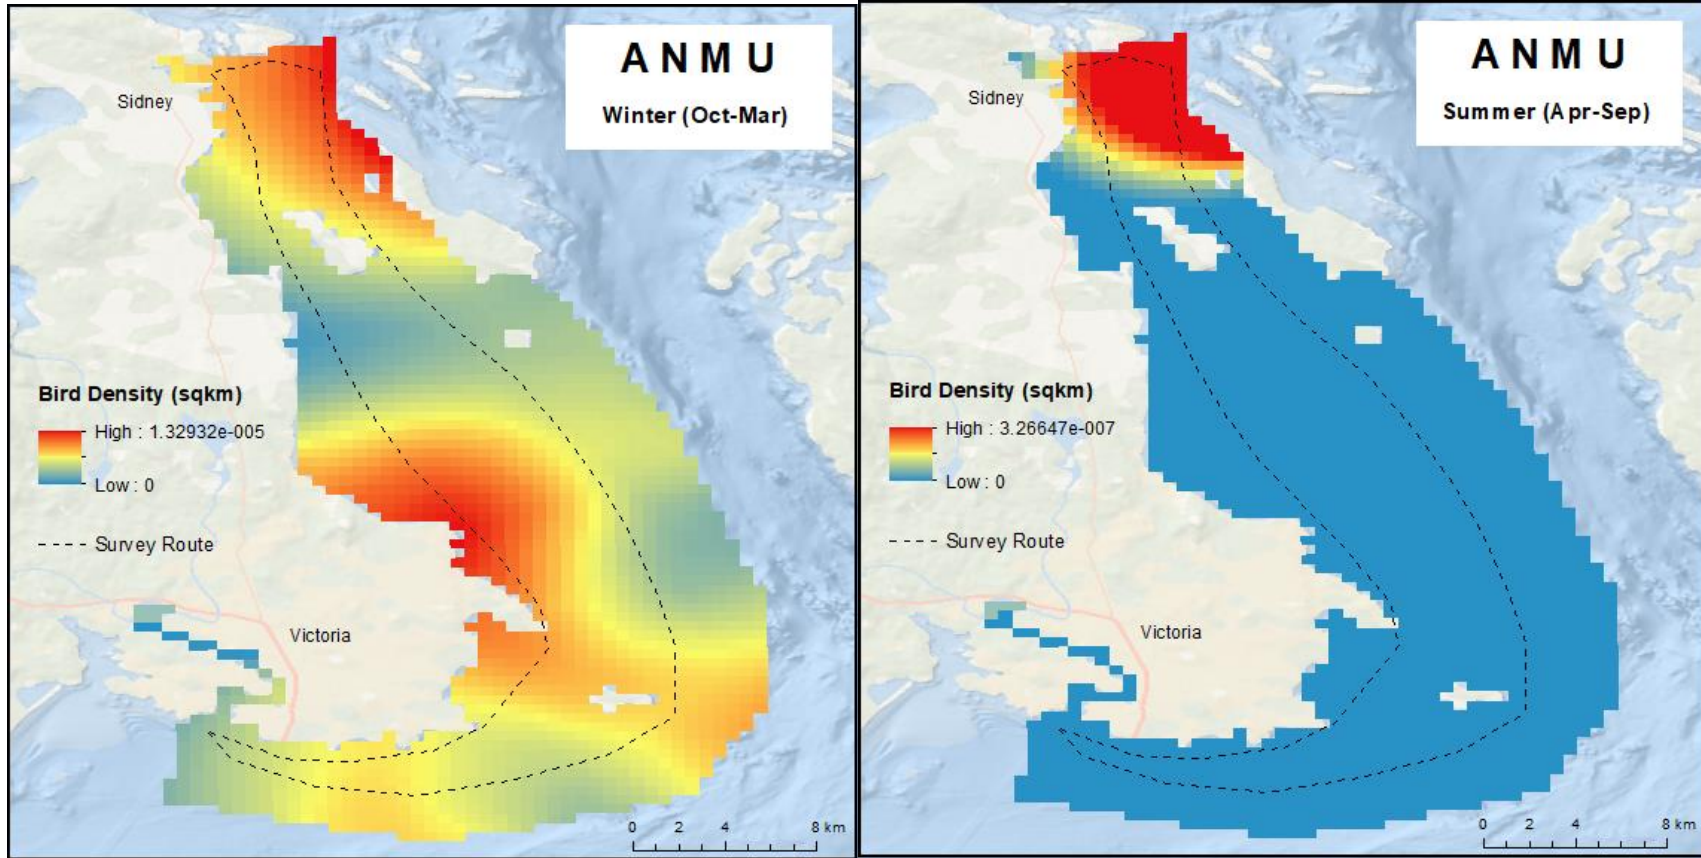 A N M U
Winter (Oct-Mar)
Sidney
Bird Density (sqkm)
High : 1.32932e-005
Low : 0
Survey Route
Victoria
0 2 4 8 km
A N M U
Summer (Apr-Sep)
Sidney
Bird Density (sqkm)
High : 3.26647e-007
Low : 0
Survey Route
Victoria
0 2 4 8 km